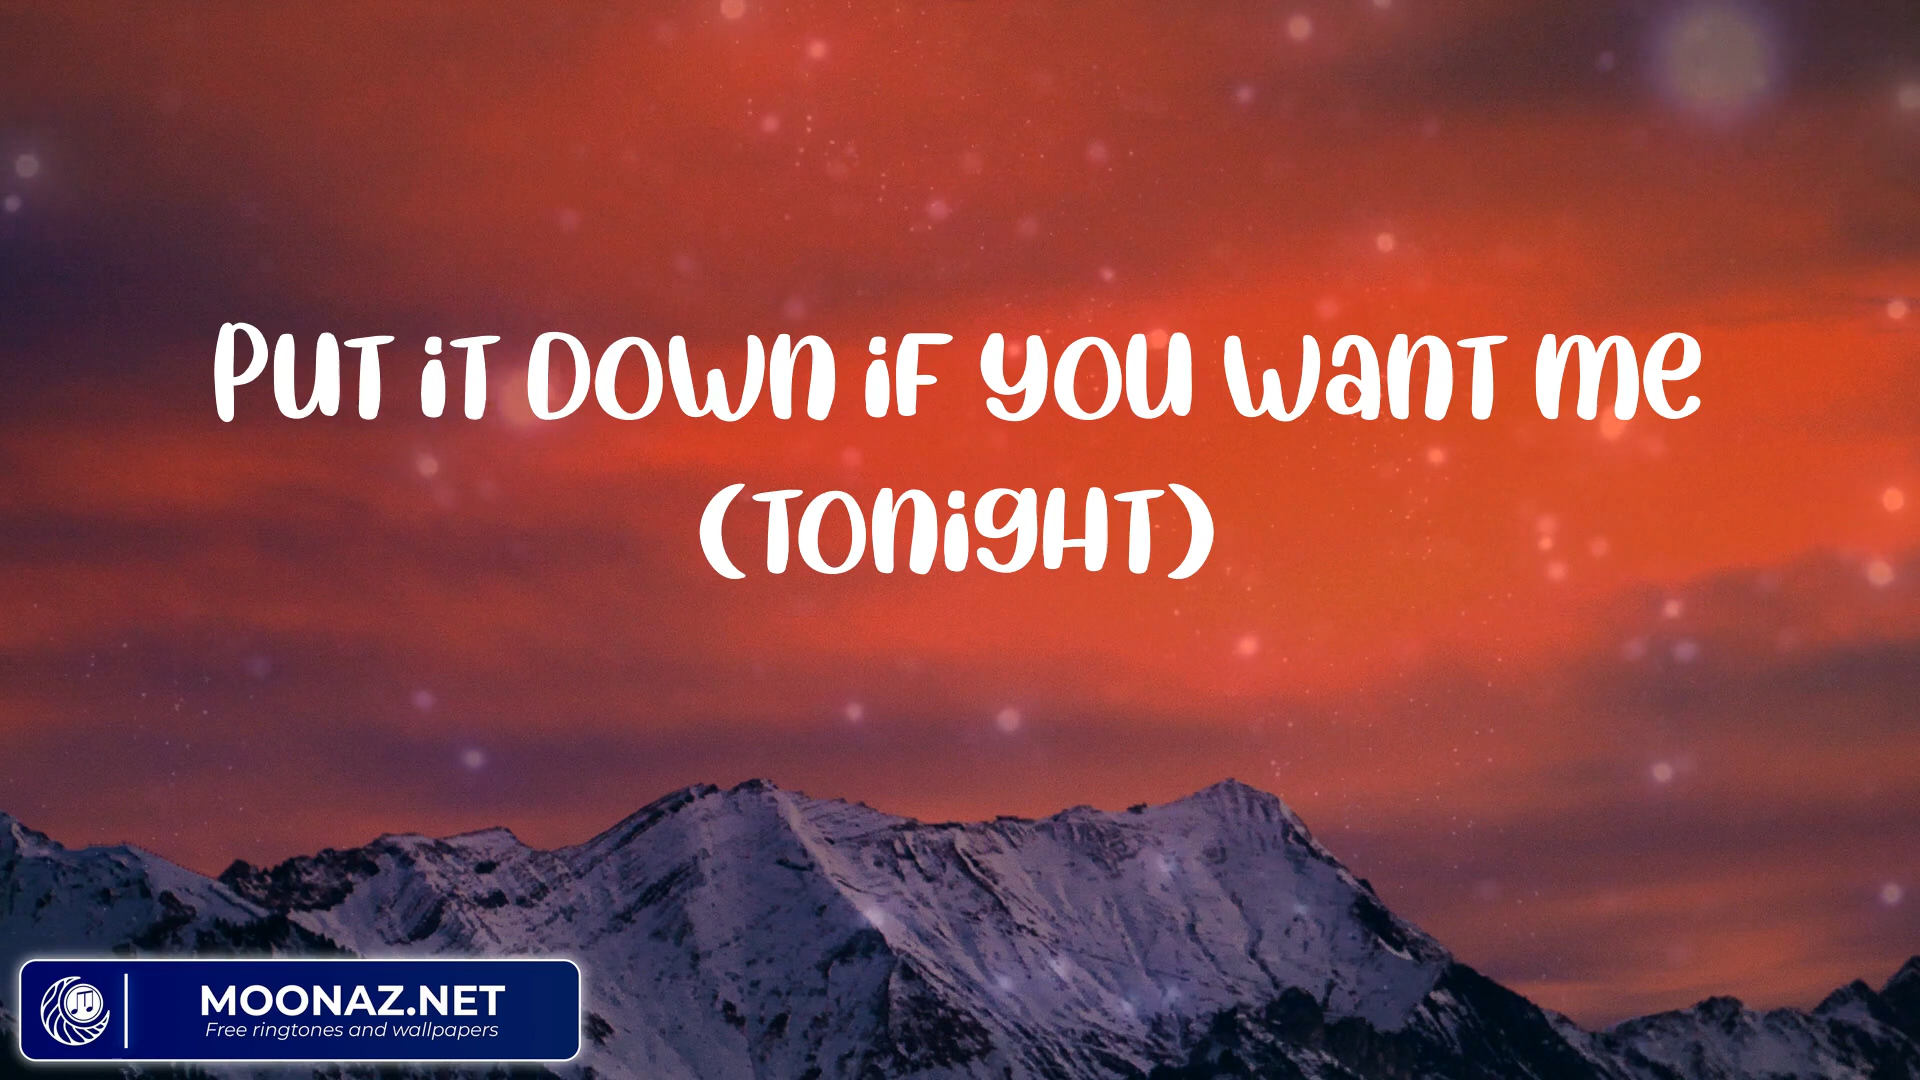 PUT iT DOWN iF YOU WaNT Me
(TONiGHT)
MOONAZ.NET
Free ringtones and wallpapers